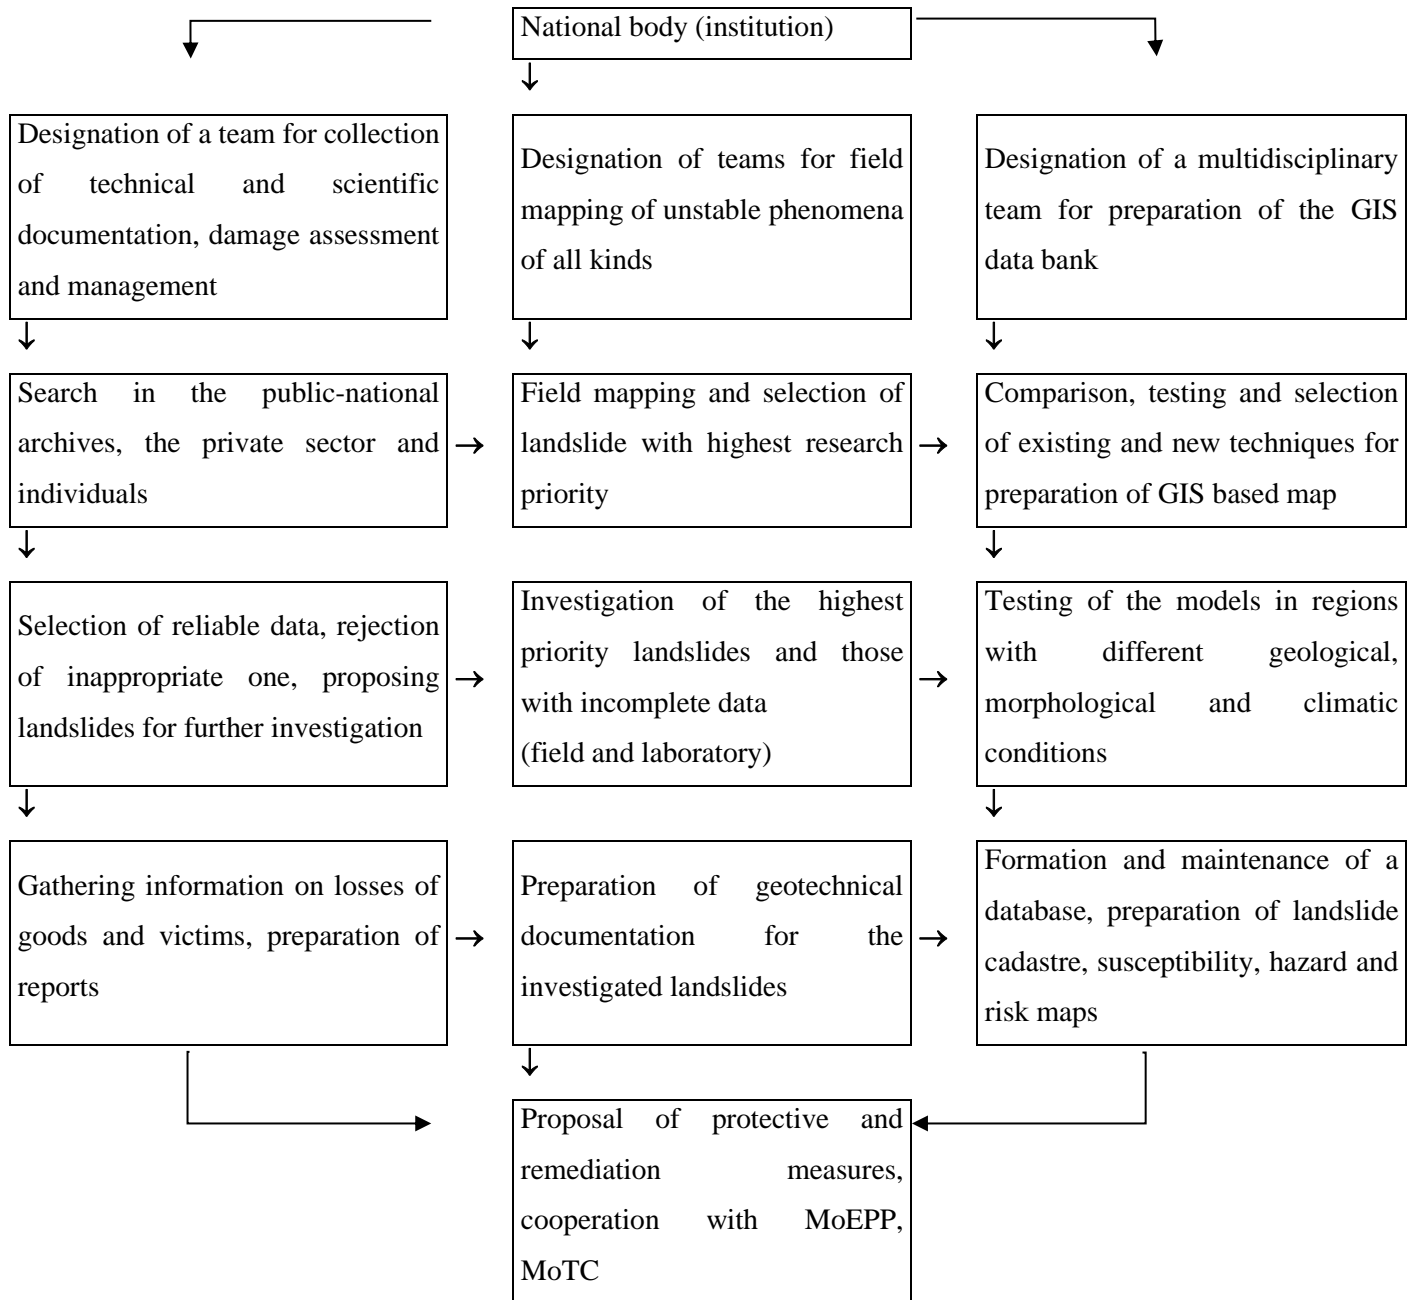 National body (institution)
↓
Designation of a team for collection
of technical and scientific
documentation, damage assessment
and management
Designation of teams for field
mapping of unstable phenomena
of all kinds
Designation of a multidisciplinary
team for preparation of the GIS
data bank
↓ ↓ ↓
Search in the public-national
archives, the private sector and
individuals
→
Field mapping and selection of
landslide with highest research
priority
→
Comparison, testing and selection
of existing and new techniques for
preparation of GIS based map
↓ ↓
Selection of reliable data, rejection
of inappropriate one, proposing
landslides for further investigation
→
Investigation of the highest
priority landslides and those
with incomplete data
(field and laboratory)
→
Testing of the models in regions
with different geological,
morphological and climatic
conditions
↓ ↓
Gathering information on losses of
goods and victims, preparation of
reports
→
Preparation of geotechnical
documentation for the
investigated landslides
→
Formation and maintenance of a
database, preparation of landslide
cadastre, susceptibility, hazard and
risk maps
↓
Proposal of protective and
remediation measures,
cooperation with MoEPP,
MoTC